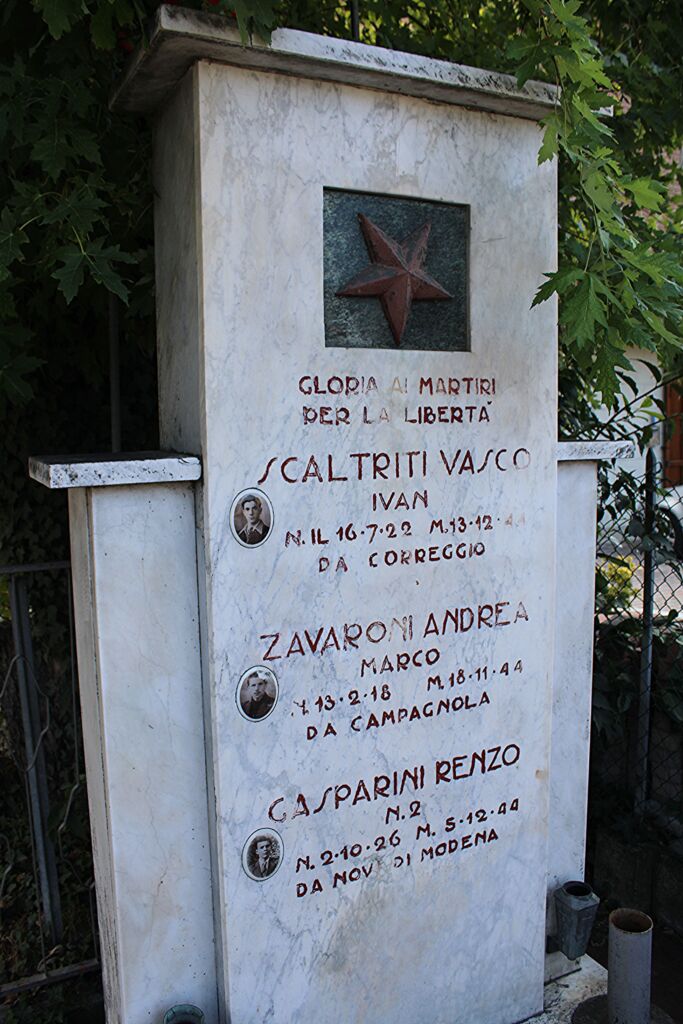 GLORIA AI MARTIRI
PER LA LIBERTÀ
SCALTRITI VASCO
IVAN
N. IL 16·7·22 M. 13·12·44
DA CORREGGIO
ZAVARONI ANDREA
MARCO
13·2·18 M. 18·11·44
DA CAMPAGNOLA
GASPARINI RENZO
N. 2
N. 2·10·26 M. 5·12·44
DA NOVI DI MODENA